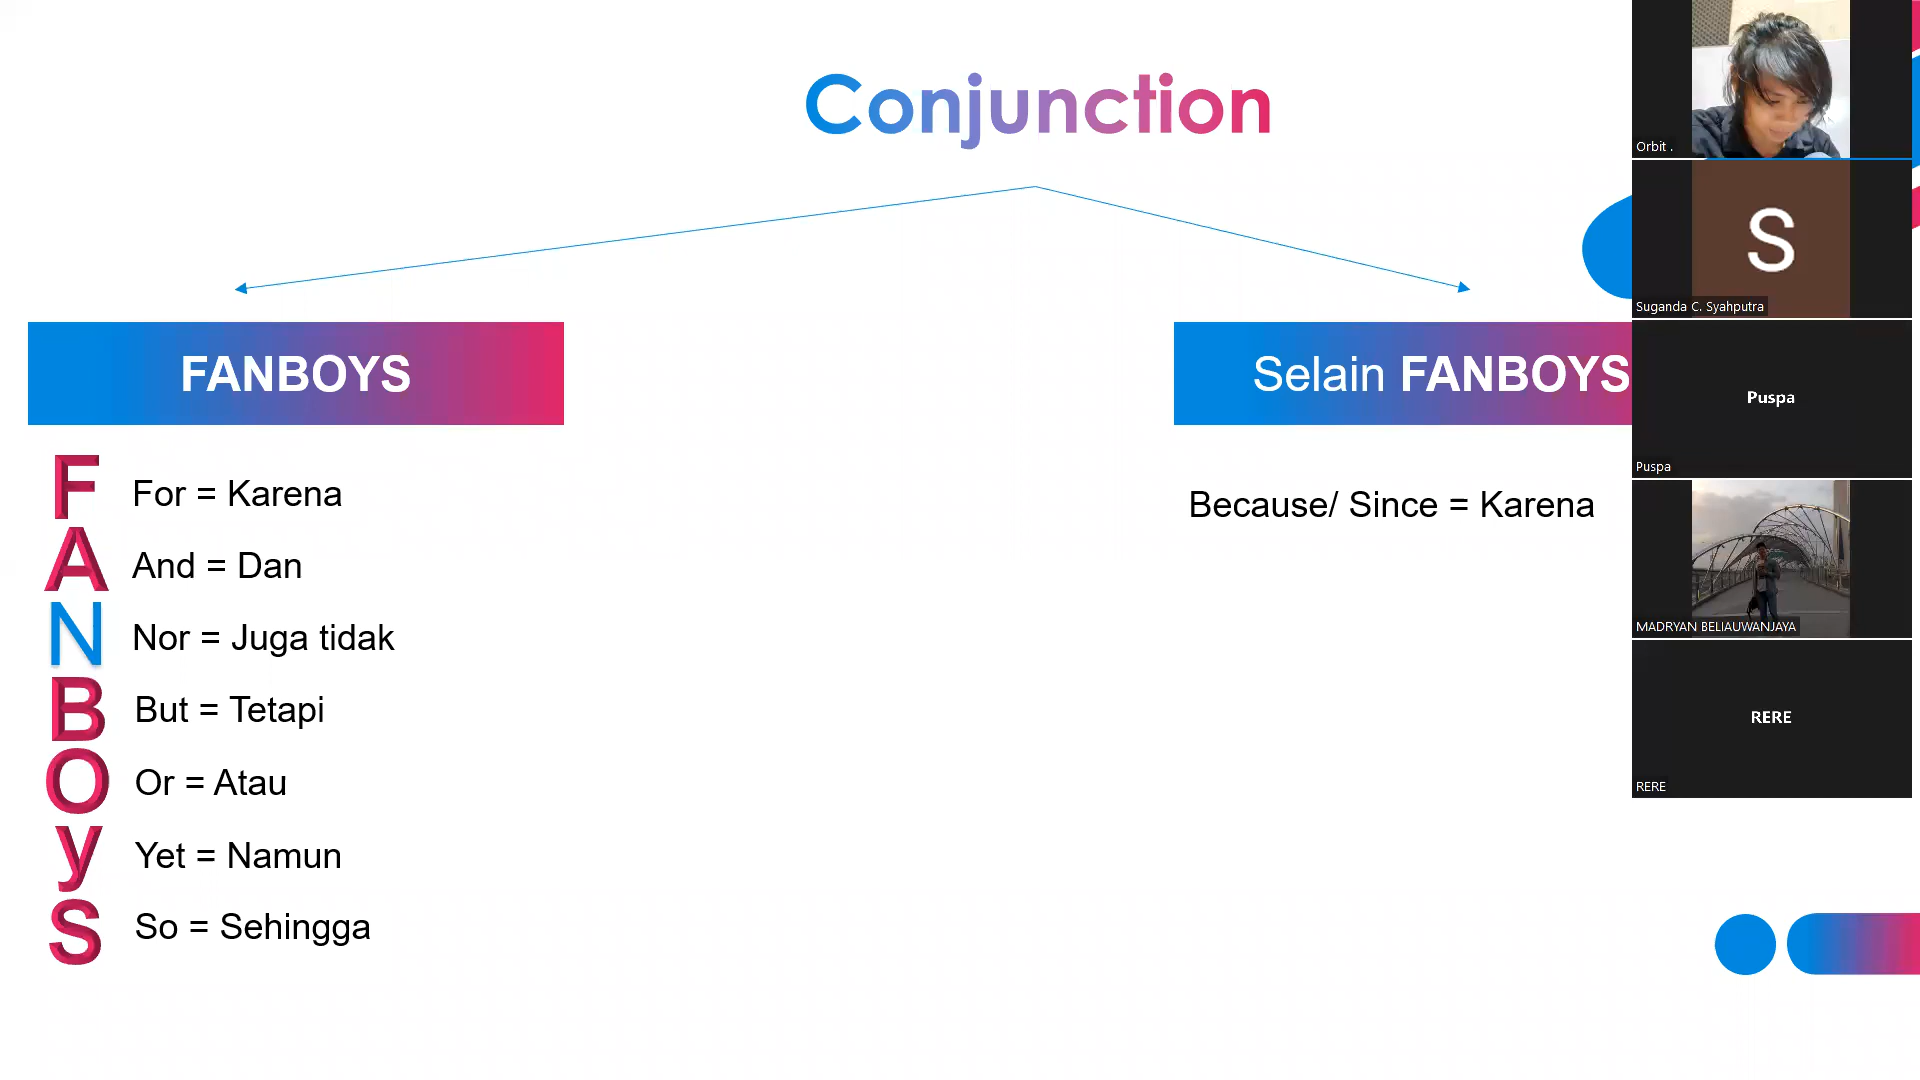 Conjunction
FANBOYS
F For = Karena
A And = Dan
N Nor = Juga tidak
B But = Tetapi
O Or = Atau
y Yet = Namun
S So = Sehingga
Selain FANBOYS
Because/ Since = Karena
Orbit .
S
Suganda C. Syahputra
Puspa
Puspa
MADRYAN BELIAUWANJAYA
RERE
RERE